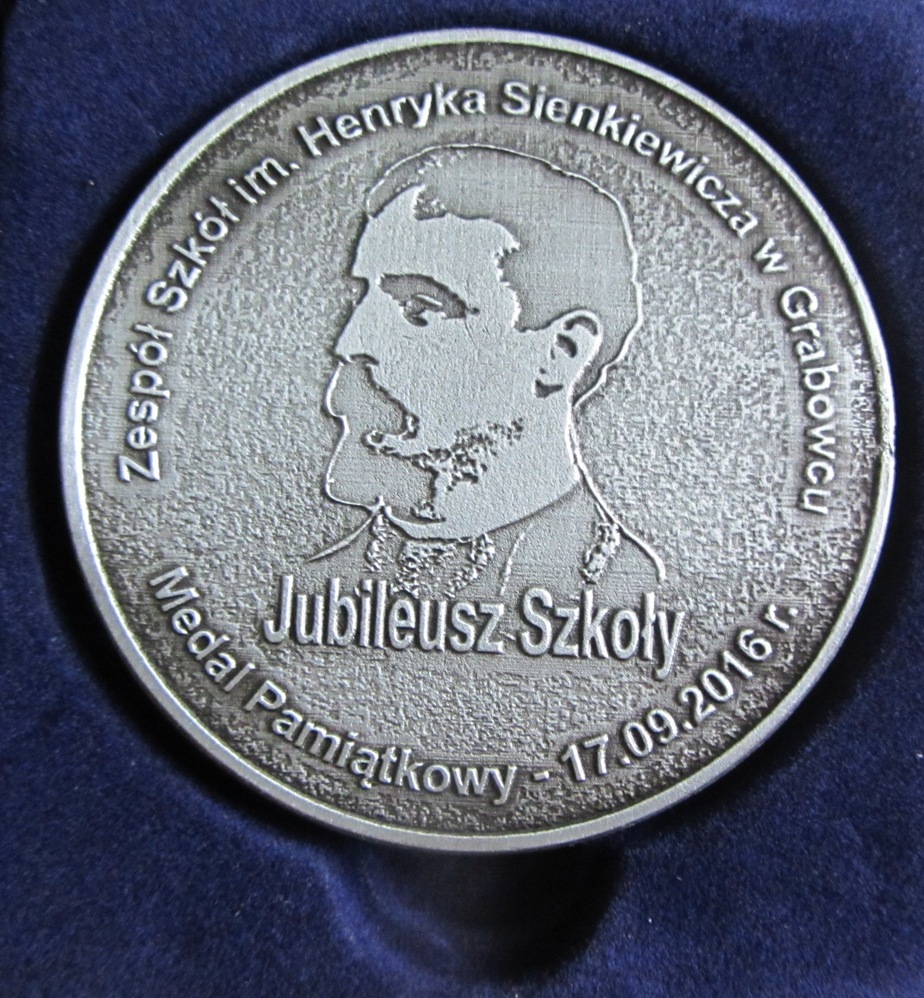 Zespół Szkół im. Henryka Sienkiewicza w Grabowcu
Jubileusz Szkoły
Medal Pamiątkowy - 17.09.2016 r.